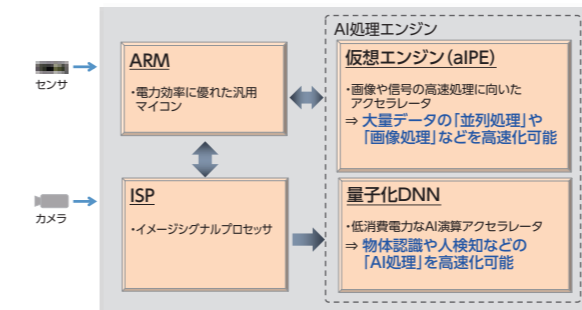 AI処理エンジン
センサ
ARM
・電力効率に優れた汎用
マイコン
仮想エンジン(aIPE)
・画像や信号の高速処理に向いた
アクセラレータ
⇒ 大量データの「並列処理」や
「画像処理」などを高速化可能
カメラ
ISP
・イメージシグナルプロセッサ
量子化DNN
・低消費電力なAI演算アクセラレータ
⇒ 物体認識や人検知などの
「AI処理」を高速化可能